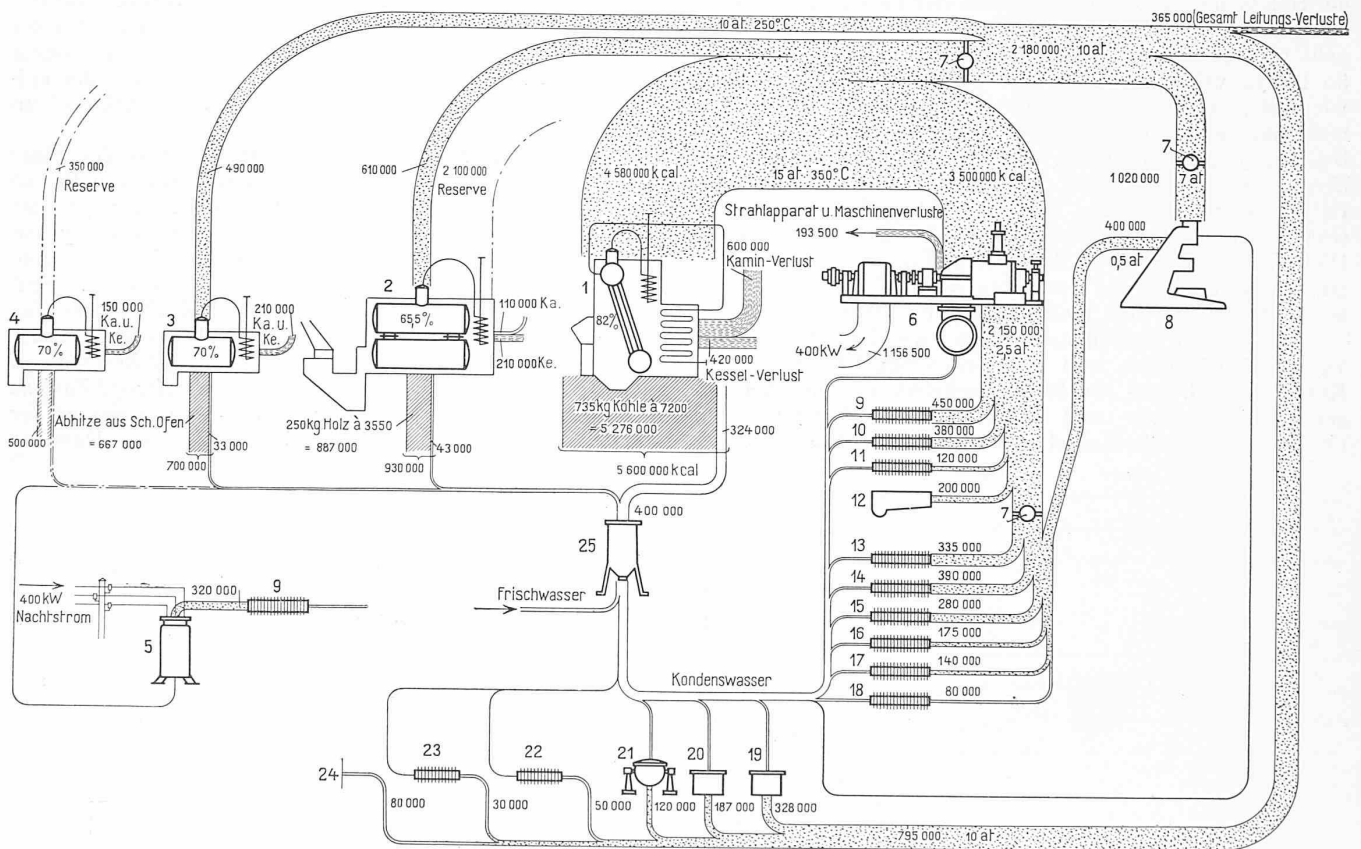 365 000 (Gesamt Leitungs-Verluste)
10 at 250°C
2 180 000 10 at
7
7
7 at
1 020 000
350 000
Reserve
490 000
610 000
2 100 000
Reserve
4 580 000 k cal
15 at 350°C
3 500 000 k cal
Strahlapparat u. Maschinenverluste
193 500
600 000
Kamin-Verlust
400 000
0,5 at
8
4
150 000
Ka. u.
Ke.
70%
3
210 000
Ka. u.
Ke.
70%
2
65,5%
110 000 Ka.
210 000 Ke.
1
82%
420 000
Kessel-Verlust
6
400 kW
1 156 500
2 150 000
2,5 at
500 000
Abhitze aus Sch. Ofen
= 667 000
33 000
700 000
250 kg Holz à 3550
= 887 000
43 000
930 000
735 kg Kohle à 7200
= 5 276 000
324 000
5 600 000 k cal
9
450 000
10
380 000
11
120 000
12
200 000
7
13
335 000
14
390 000
15
280 000
16
175 000
17
140 000
18
80 000
400 000
25
Frischwasser
Kondenswasser
400 kW
Nachtstrom
320 000
9
5
24
80 000
23
30 000
22
50 000
21
120 000
20
187 000
19
328 000
795 000 10 at